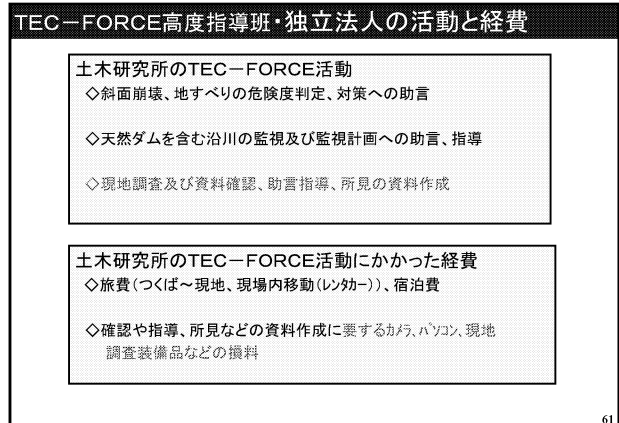 TEC－FORCE高度指導班・独立法人の活動と経費
土木研究所のTEC－FORCE活動
◇斜面崩壊、地すべりの危険度判定、対策への助言
◇天然ダムを含む沿川の監視及び監視計画への助言、指導
◇現地調査及び資料確認、助言指導、所見の資料作成
土木研究所のTEC－FORCE活動にかかった経費
◇旅費（つくば～現地、現場内移動（ﾚﾝﾀｶｰ））、宿泊費
◇確認や指導、所見などの資料作成に要するｶﾒﾗ、ﾊﾟｿｺﾝ、現地
調査装備品などの損料
61